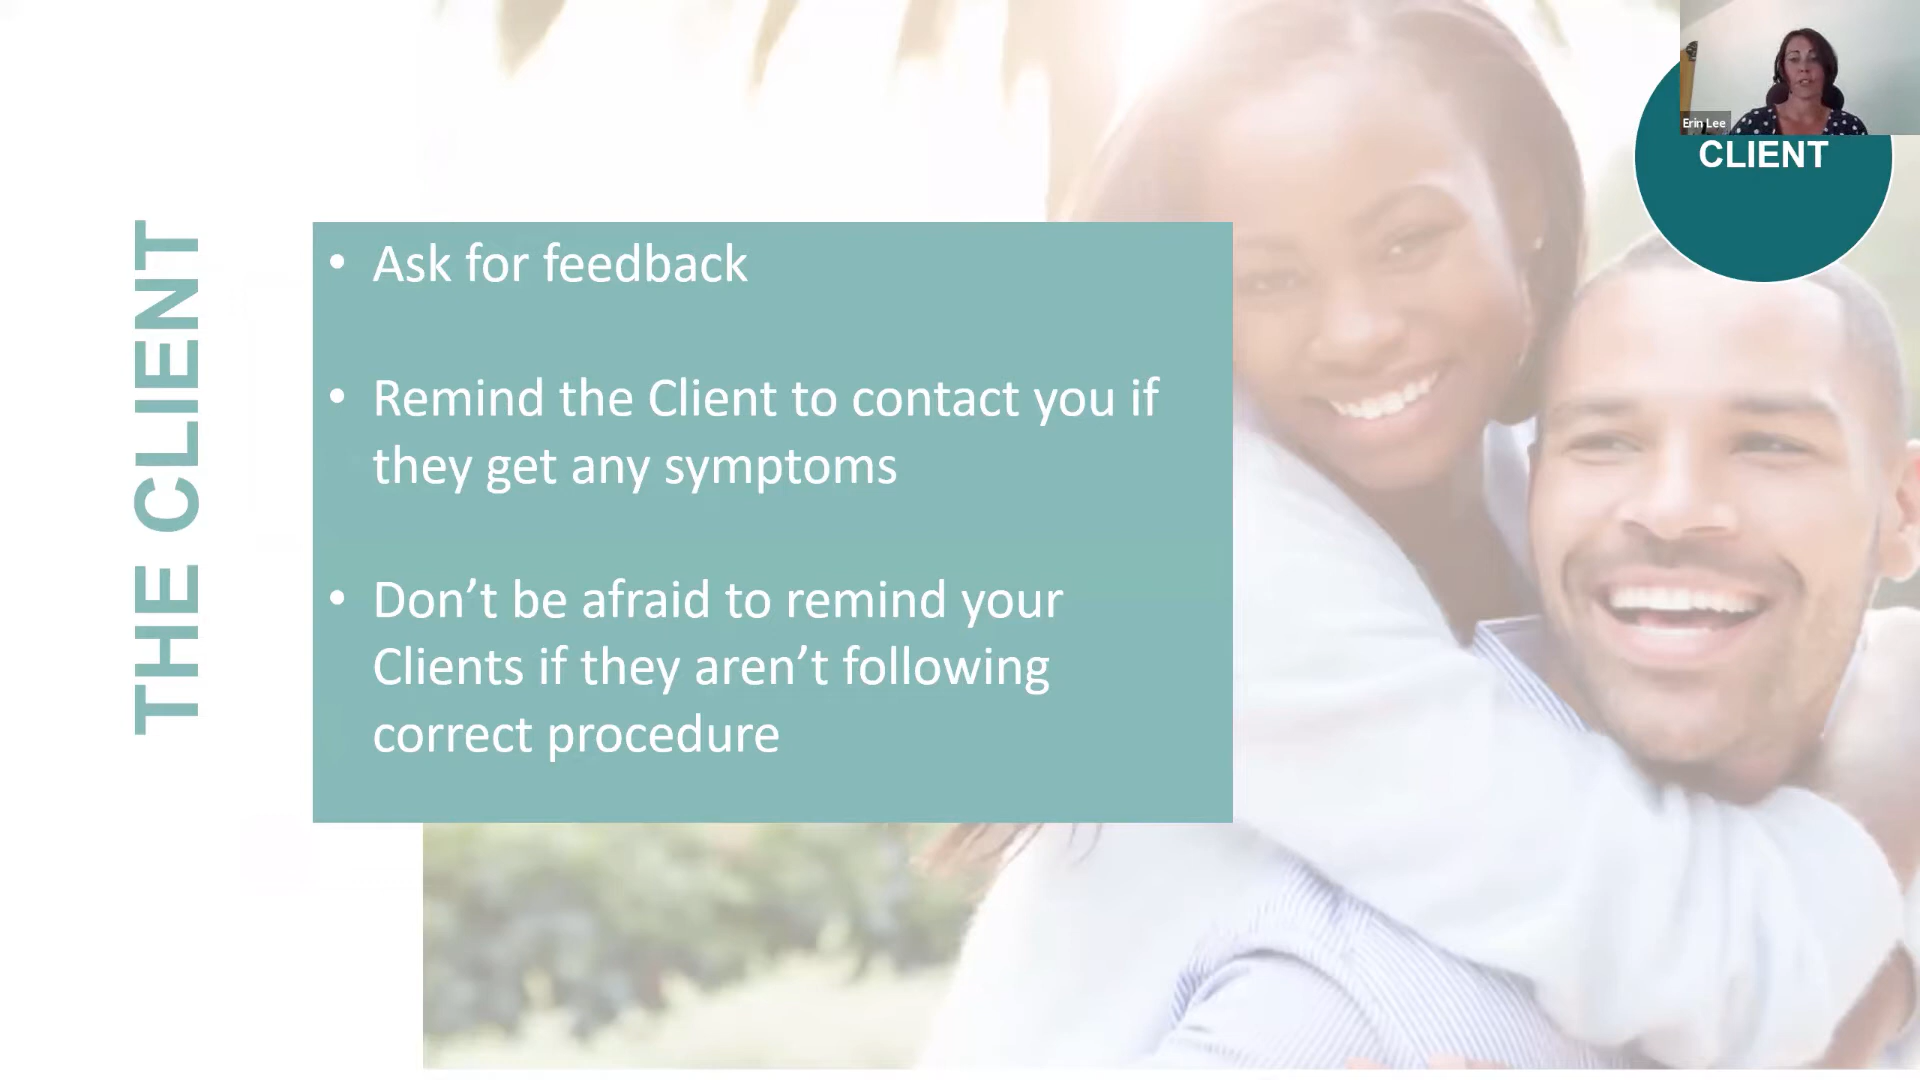 Erin Lee
CLIENT
THE CLIENT
• Ask for feedback
• Remind the Client to contact you if
they get any symptoms
• Don’t be afraid to remind your
Clients if they aren’t following
correct procedure